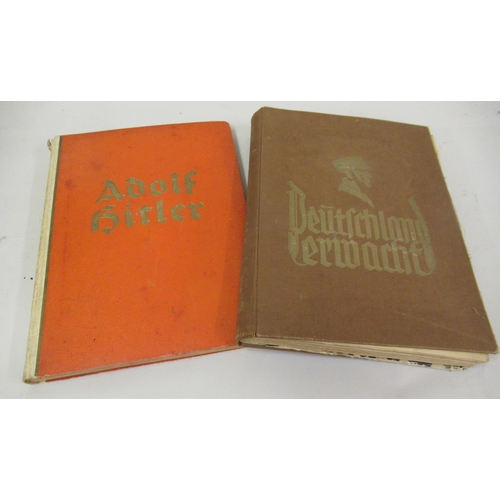 Adolf
Hitler
Deutschland
erwacht